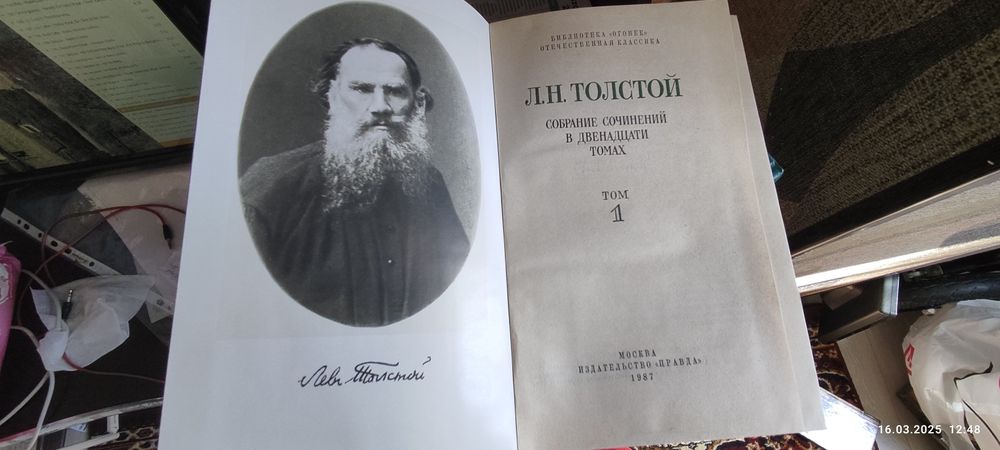 Левъ Толстой
БИБЛИОТЕКА «ОГОНЕК»
ОТЕЧЕСТВЕННАЯ КЛАССИКА
Л.Н. ТОЛСТОЙ
СОБРАНИЕ СОЧИНЕНИЙ
В ДВЕНАДЦАТИ
ТОМАХ
ТОМ
1
МОСКВА
ИЗДАТЕЛЬСТВО «ПРАВДА»
1987
16.03.2025 12:48